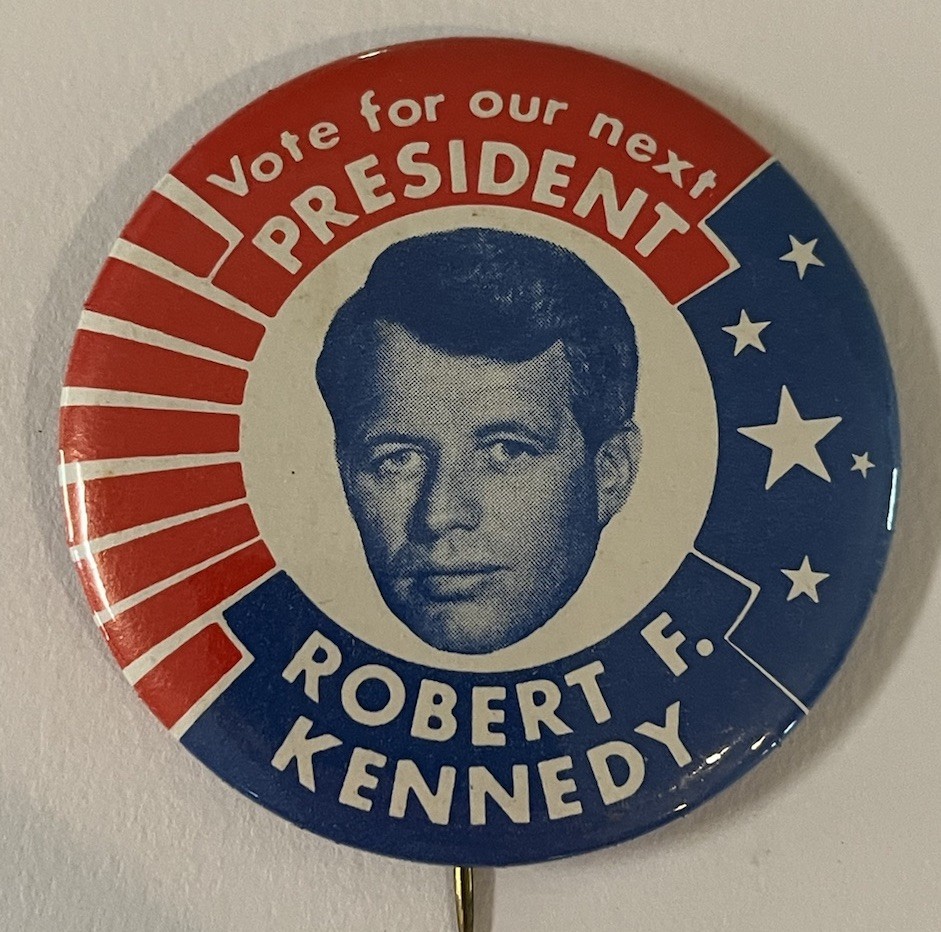 Vote for our next
PRESIDENT
ROBERT F.
KENNEDY